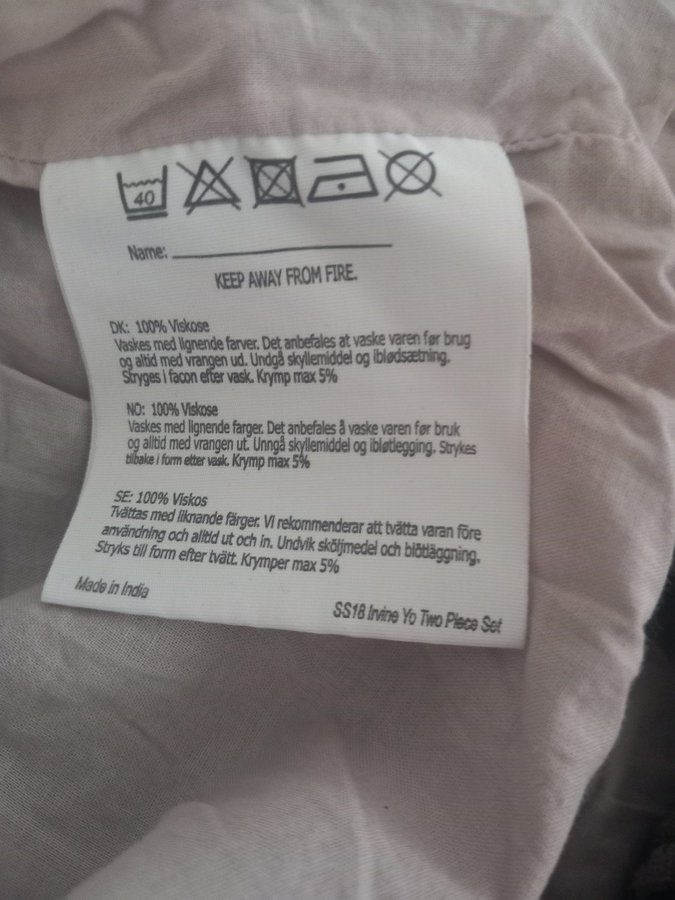 40
Name:
KEEP AWAY FROM FIRE.
DK: 100% Viskose
Vaskes med lignende farver. Det anbefales at vaske varen før brug
og altid med vrangen ud. Undgå skyllemiddel og iblødsætning.
Stryges i facon efter vask. Krymp max 5%
NO: 100% Viskose
Vaskes med lignende farger. Det anbefales å vaske varen før bruk
og alltid med vrangen ut. Unngå skyllemiddel og ibløtlegging. Strykes
tilbake i form etter vask. Krymp max 5%
SE: 100% Viskos
Tvättas med liknande färger. Vi rekommenderar att tvätta varan före
användning och alltid ut och in. Undvik sköljmedel och blötläggning.
Stryks till form efter tvätt. Krymper max 5%
Made in India
SS18 Irvine Yo Two Piece Set